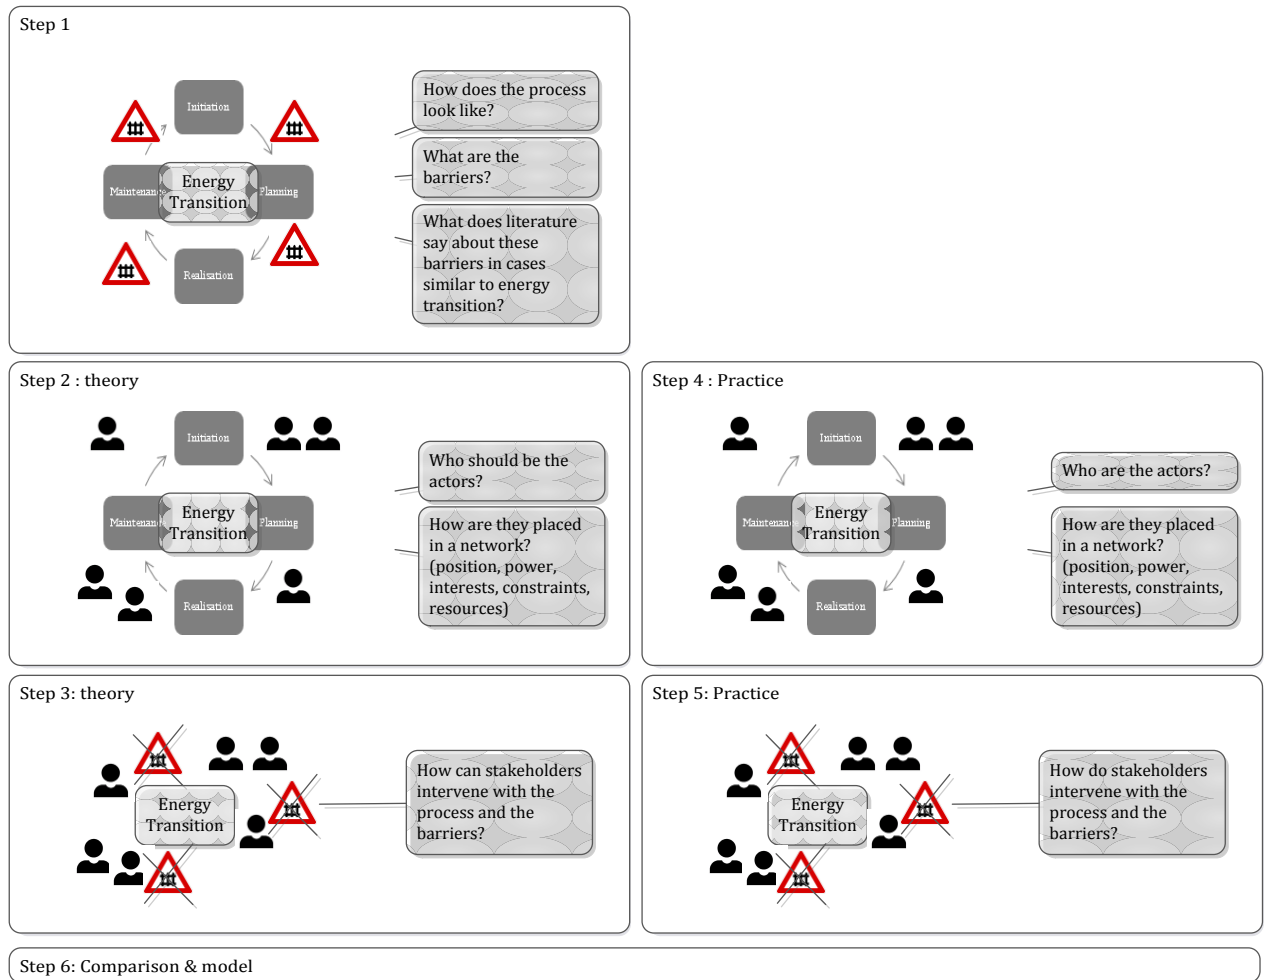 Step 1
Initiation
Maintenance
Energy
Transition
Planning
Realisation
How does the process
look like?
What are the
barriers?
What does literature
say about these
barriers in cases
similar to energy
transition?
Step 2 : theory
Initiation
Maintenan
Energy
Transition
Planning
Realisation
Who should be the
actors?
How are they placed
in a network?
(position, power,
interests, constraints,
resources)
Step 4 : Practice
Initiation
Maintenan
Energy
Transition
Planning
Realisation
Who are the actors?
How are they placed
in a network?
(position, power,
interests, constraints,
resources)
Step 3: theory
Energy
Transition
How can stakeholders
intervene with the
process and the
barriers?
Step 5: Practice
Energy
Transition
How do stakeholders
intervene with the
process and the
barriers?
Step 6: Comparison & model